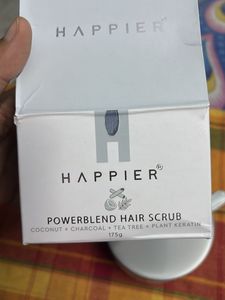 HAPPIER
HAPPIER
POWERBLEND HAIR SCRUB
COCONUT + CHARCOAL + TEA TREE + PLANT KERATIN
175g